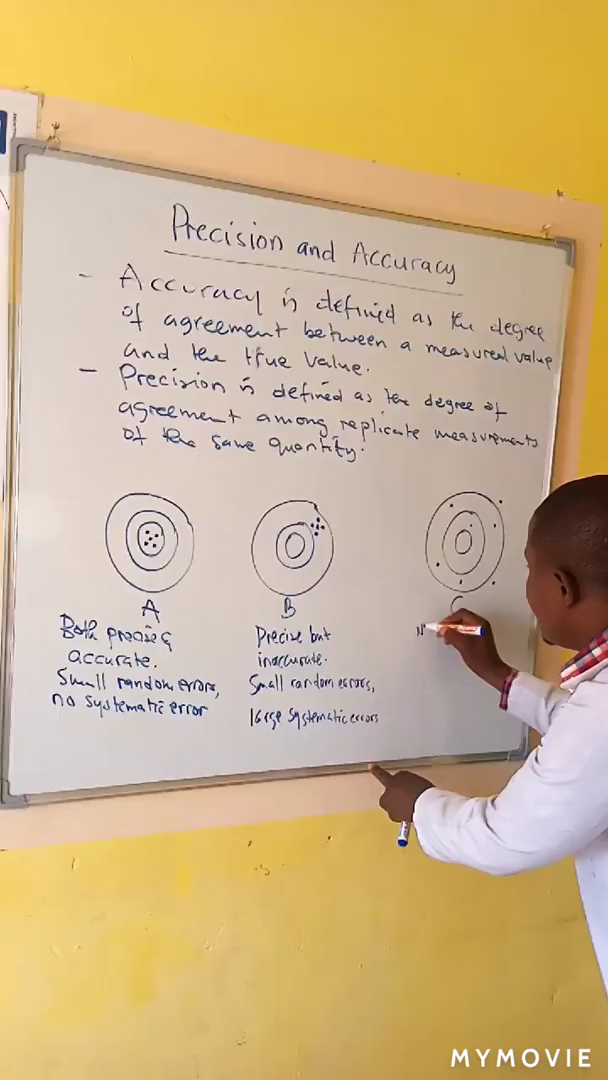 Precision and Accuracy
- Accuracy is defined as the degree
of agreement between a measured value
and the true value.
- Precision is defined as the degree of
agreement among replicate measurements
of the same quantity.
A
B
C
Both precise &
accurate.
Small random errors,
no systematic error
Precise but
inaccurate.
Small random errors,
large systematic errors
N
MYMOVIE